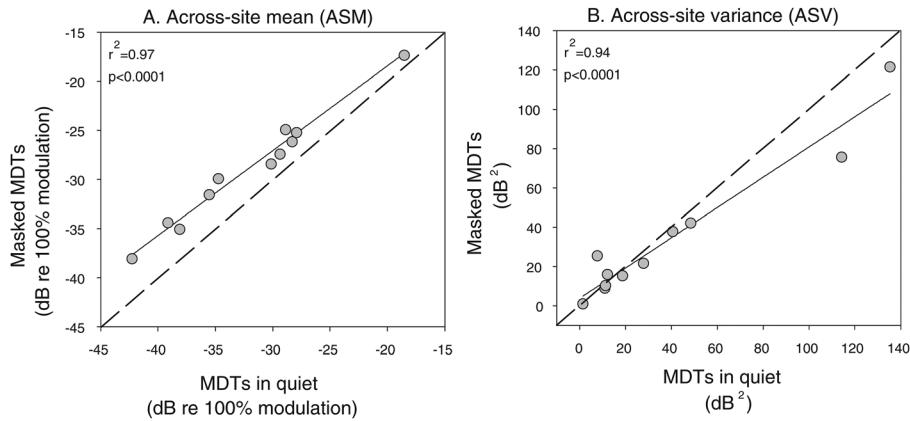 A. Across-site mean (ASM)
r²=0.97
p<0.0001
-15
-20
-25
-30
-35
-40
-45
Masked MDTs
(dB re 100% modulation)
-45 -40 -35 -30 -25 -20 -15
MDTs in quiet
(dB re 100% modulation)
B. Across-site variance (ASV)
r²=0.94
p<0.0001
140
120
100
80
60
40
20
0
Masked MDTs
(dB²)
0 20 40 60 80 100 120 140
MDTs in quiet
(dB²)